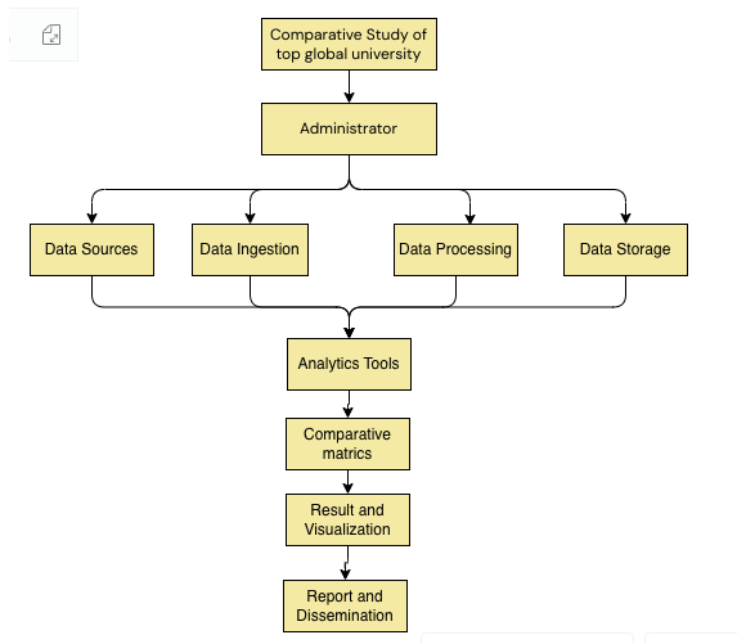 Comparative Study of
top global university
Administrator
Data Sources
Data Ingestion
Data Processing
Data Storage
Analytics Tools
Comparative
matrics
Result and
Visualization
Report and
Dissemination